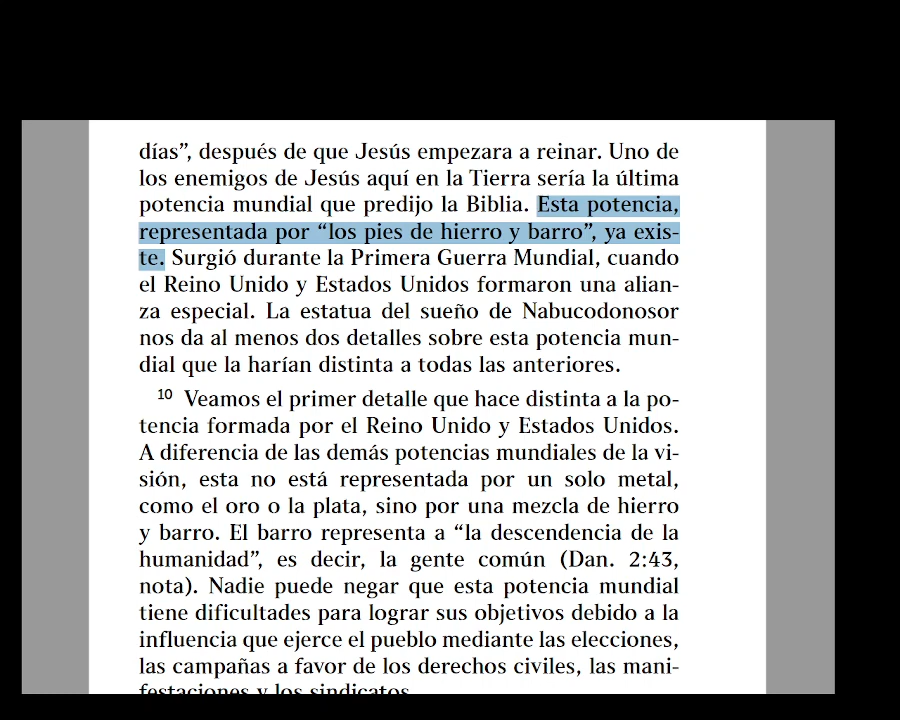 días”, después de que Jesús empezara a reinar. Uno de
los enemigos de Jesús aquí en la Tierra sería la última
potencia mundial que predijo la Biblia. Esta potencia,
representada por “los pies de hierro y barro”, ya exis-
te. Surgió durante la Primera Guerra Mundial, cuando
el Reino Unido y Estados Unidos formaron una alian-
za especial. La estatua del sueño de Nabucodonosor
nos da al menos dos detalles sobre esta potencia mun-
dial que la harían distinta a todas las anteriores.
10 Veamos el primer detalle que hace distinta a la po-
tencia formada por el Reino Unido y Estados Unidos.
A diferencia de las demás potencias mundiales de la vi-
sión, esta no está representada por un solo metal,
como el oro o la plata, sino por una mezcla de hierro
y barro. El barro representa a “la descendencia de la
humanidad”, es decir, la gente común (Dan. 2:43,
nota). Nadie puede negar que esta potencia mundial
tiene dificultades para lograr sus objetivos debido a la
influencia que ejerce el pueblo mediante las elecciones,
las campañas a favor de los derechos civiles, las mani-
festaciones y los sindicatos.